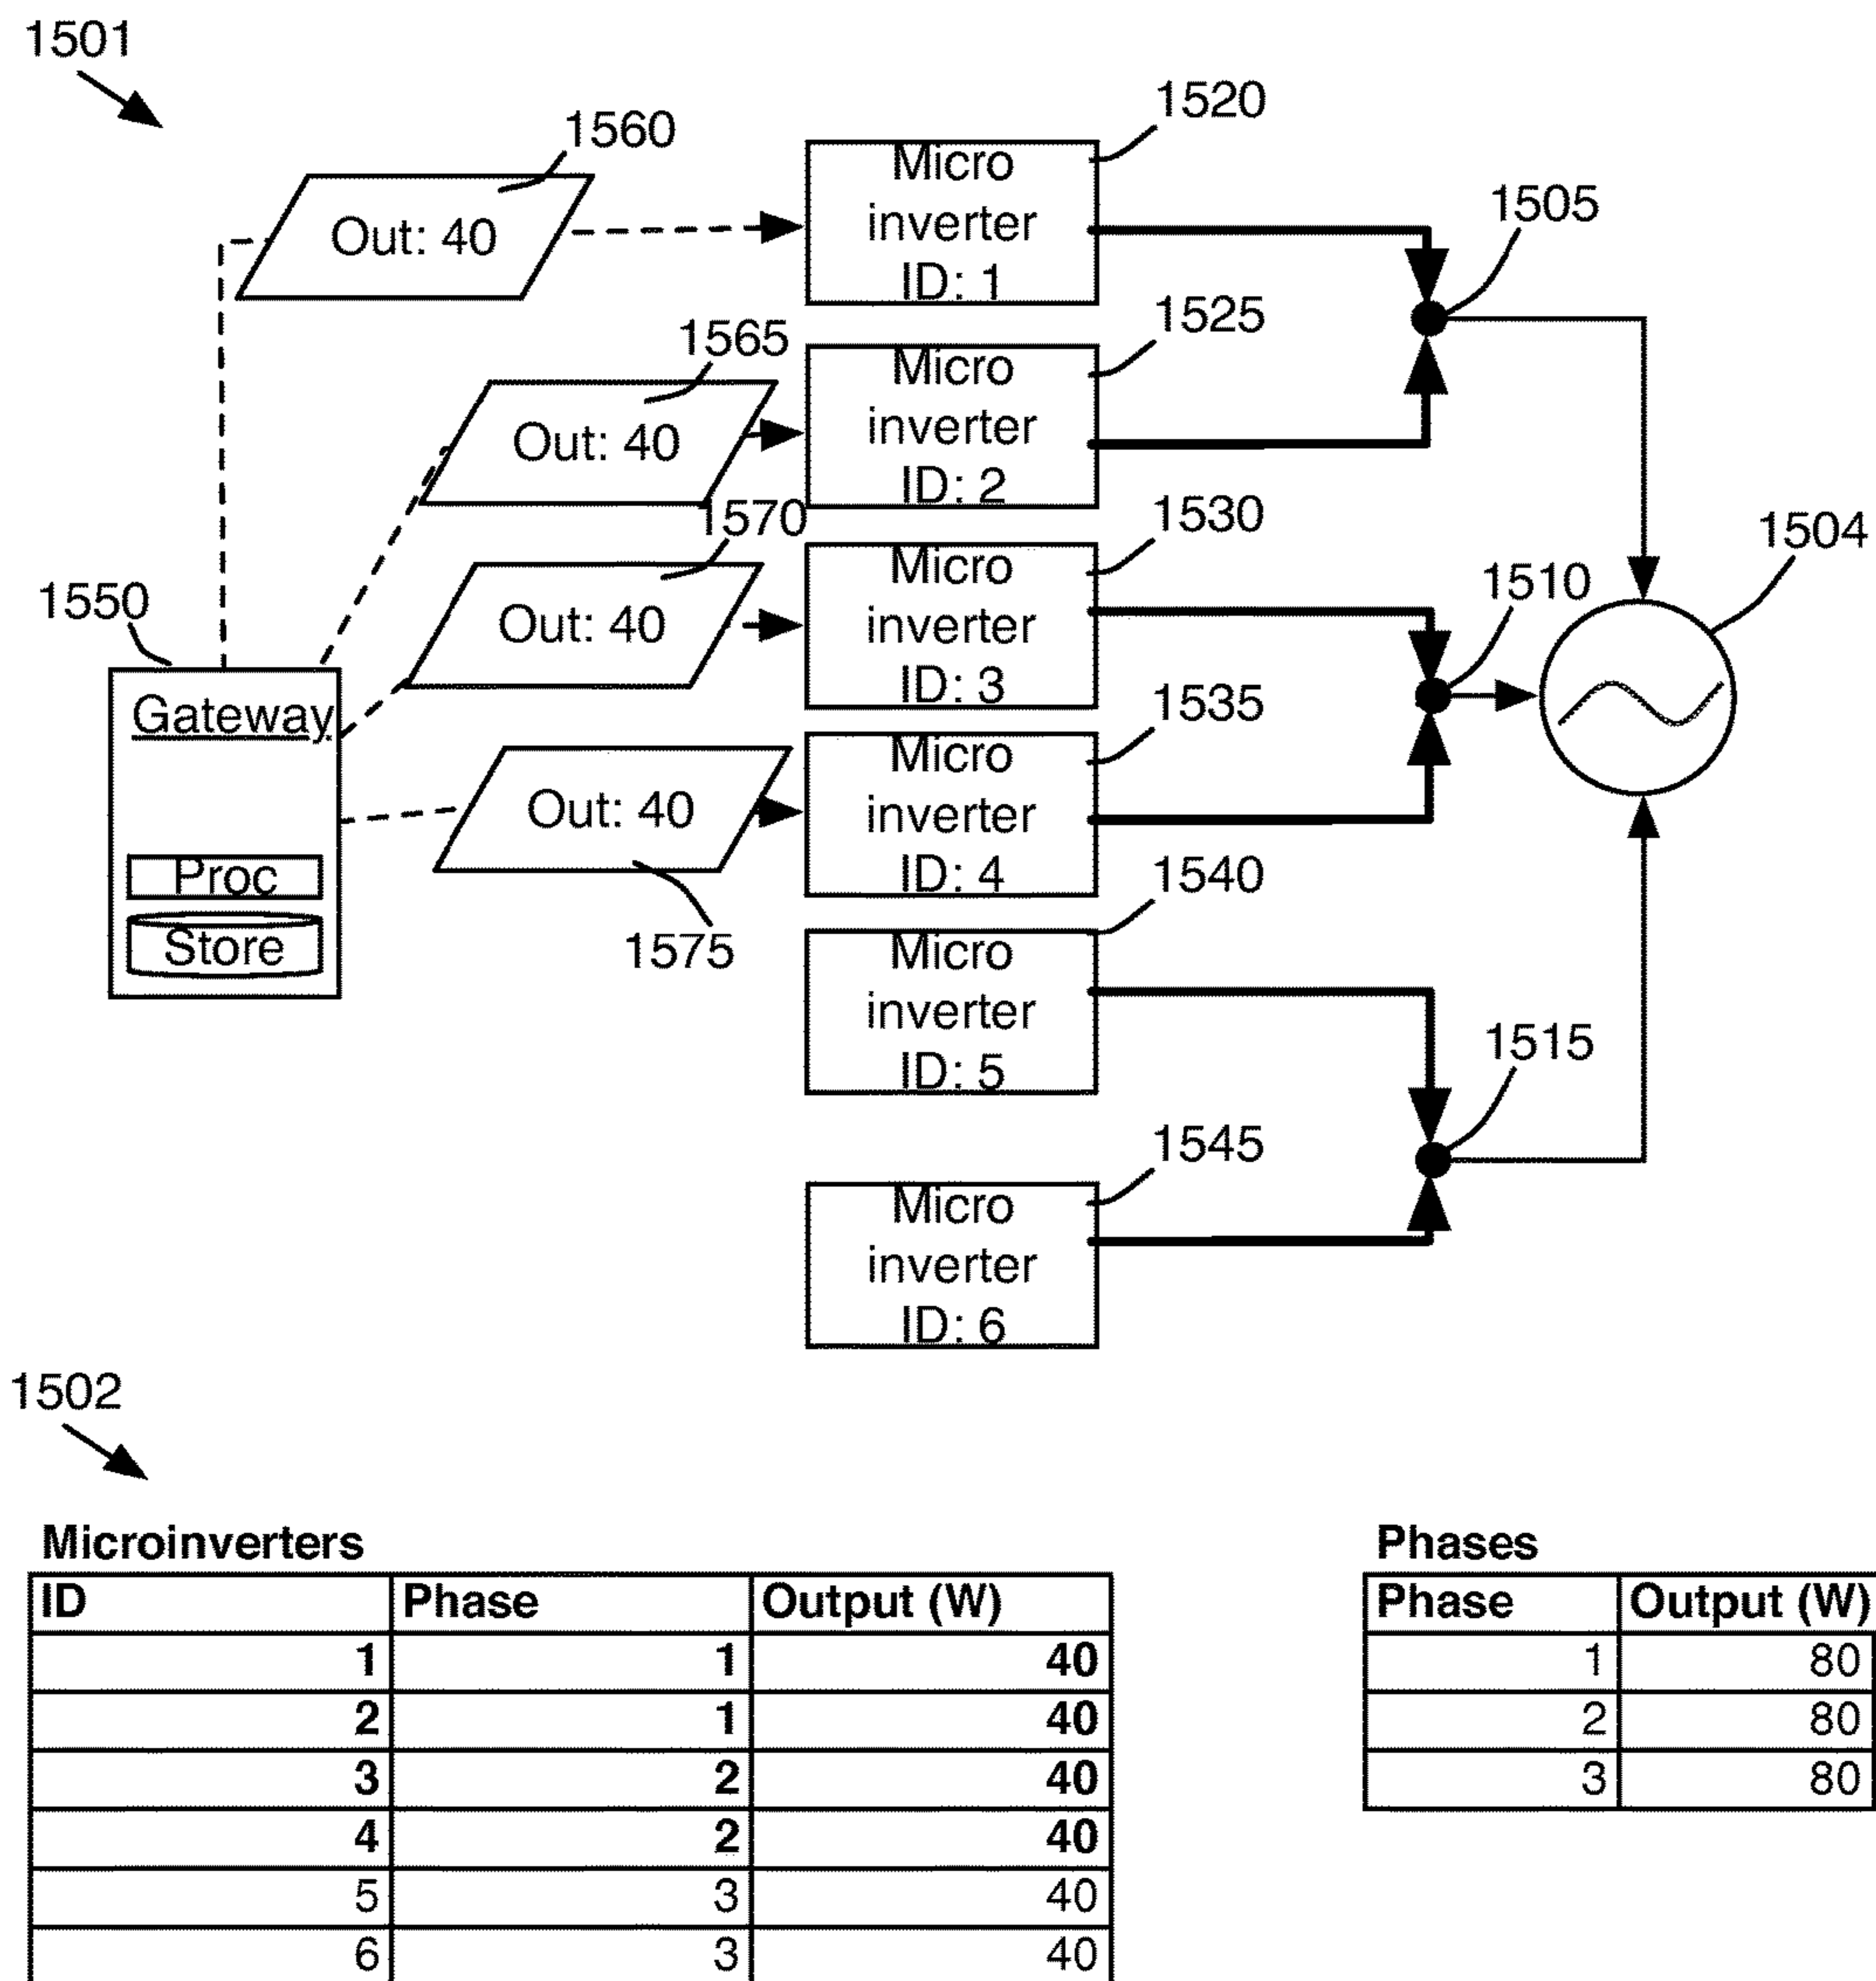 1501
1560
1520
Out: 40
Micro
inverter
ID: 1
1505
1565
1525
Out: 40
Micro
inverter
ID: 2
1570
1530
1504
1550
Out: 40
Micro
inverter
ID: 3
1510
Gateway
Proc
Store
1535
Out: 40
Micro
inverter
ID: 4
1575
1540
Micro
inverter
ID: 5
1515
1545
Micro
inverter
ID: 6
1502
Microinverters
ID Phase Output (W)
1 1 40
2 1 40
3 2 40
4 2 40
5 3 40
6 3 40
Phases
Phase Output (W)
1 80
2 80
3 80